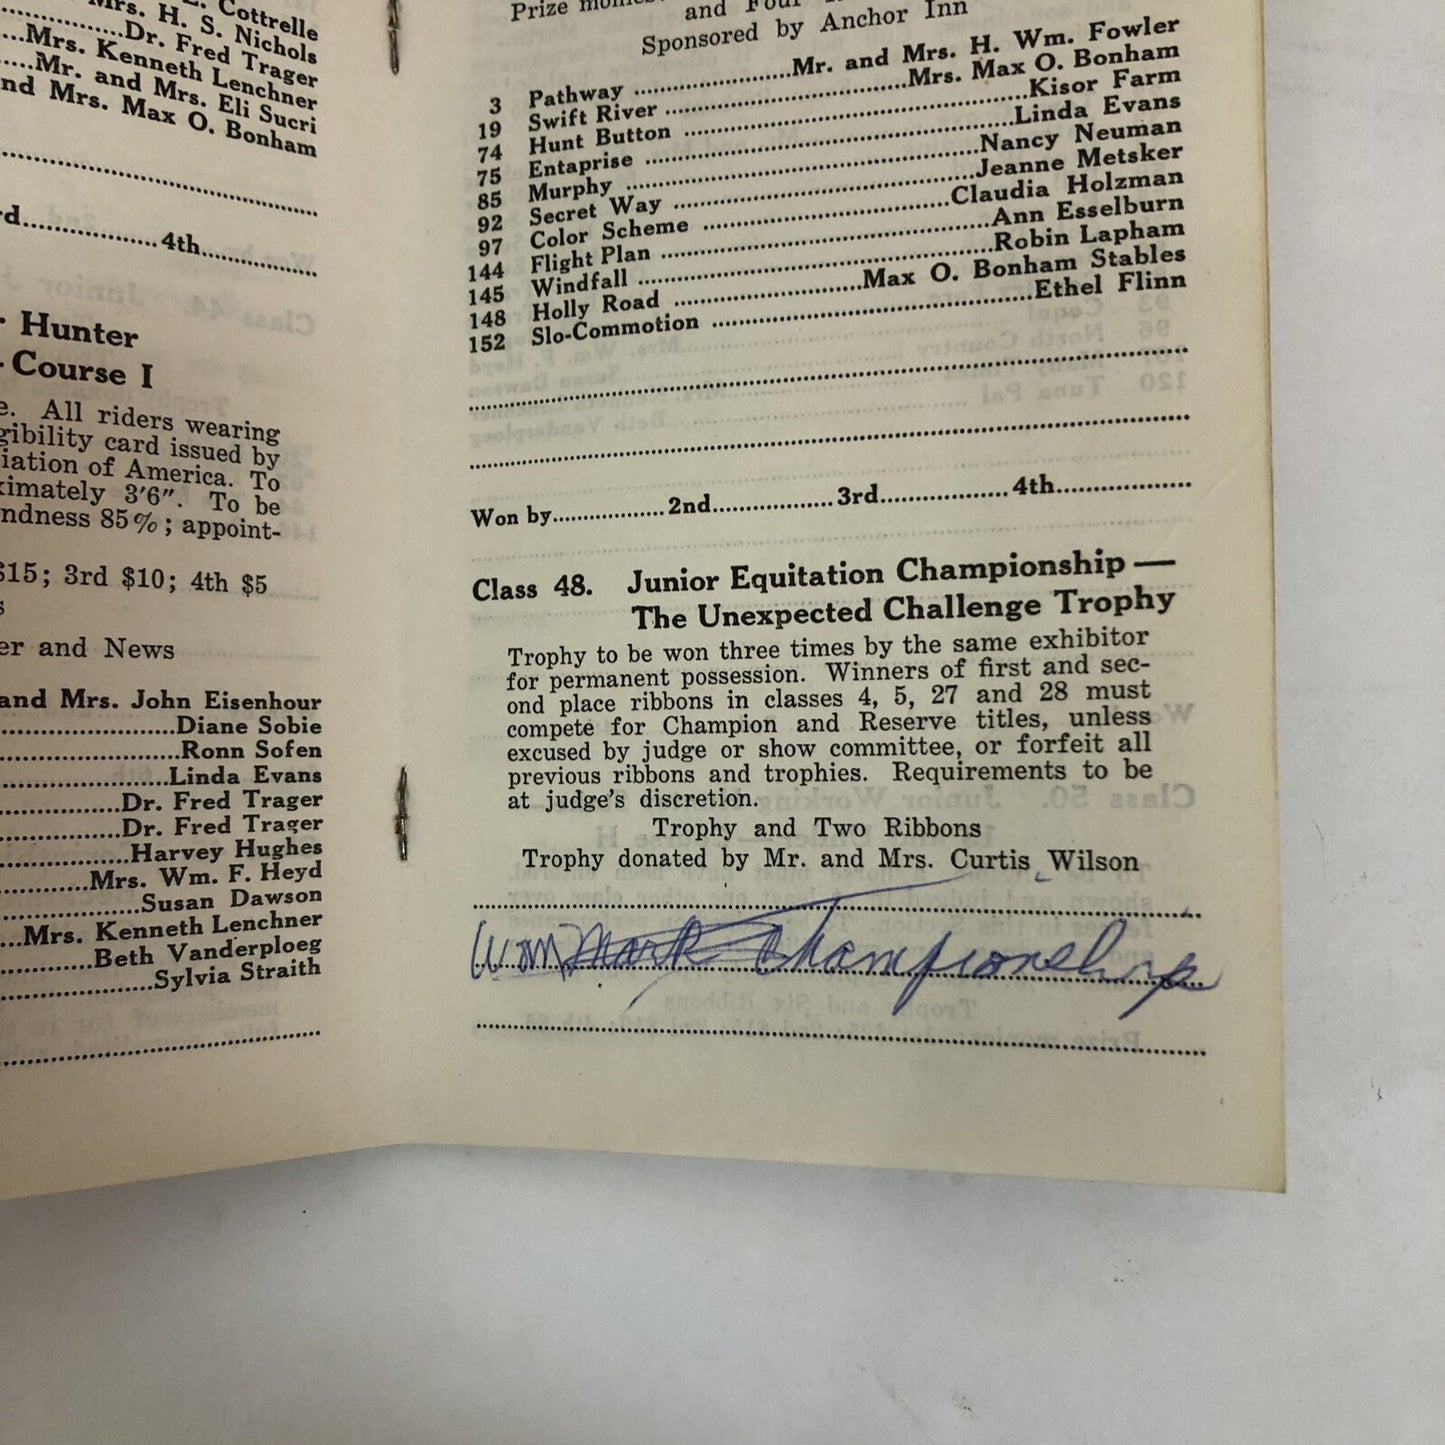 Cottrelle
Mrs. H. S. Nichols
Dr. Fred Trager
Mrs. Kenneth Lenchner
Mr. and Mrs. Eli Sucri
nd Mrs. Max O. Bonham
rd 4th
Hunter
Course I
e. All riders wearing
gibility card issued by
iation of America. To
ximately 3'6". To be
ndness 85%; appoint-
$15; 3rd $10; 4th $5
s
er and News
and Mrs. John Eisenhour
Diane Sobie
Ronn Sofen
Linda Evans
Dr. Fred Trager
Dr. Fred Trager
Harvey Hughes
Mrs. Wm. F. Heyd
Susan Dawson
Mrs. Kenneth Lenchner
Beth Vanderploeg
Sylvia Straith
Prize
and Four
Sponsored by Anchor Inn
3 Pathway Mr. and Mrs. H. Wm. Fowler
19 Swift River Mrs. Max O. Bonham
74 Hunt Button Kisor Farm
75 Entaprise Linda Evans
85 Murphy Nancy Neuman
92 Secret Way Jeanne Metsker
97 Color Scheme Claudia Holzman
144 Flight Plan Ann Esselburn
145 Windfall Robin Lapham
148 Holly Road Max O. Bonham Stables
152 Slo-Commotion Ethel Flinn
Won by 2nd 3rd 4th
Class 48. Junior Equitation Championship —
The Unexpected Challenge Trophy
Trophy to be won three times by the same exhibitor
for permanent possession. Winners of first and sec-
ond place ribbons in classes 4, 5, 27 and 28 must
compete for Champion and Reserve titles, unless
excused by judge or show committee, or forfeit all
previous ribbons and trophies. Requirements to be
at judge's discretion.
Trophy and Two Ribbons
Trophy donated by Mr. and Mrs. Curtis Wilson
Won Mark Championship